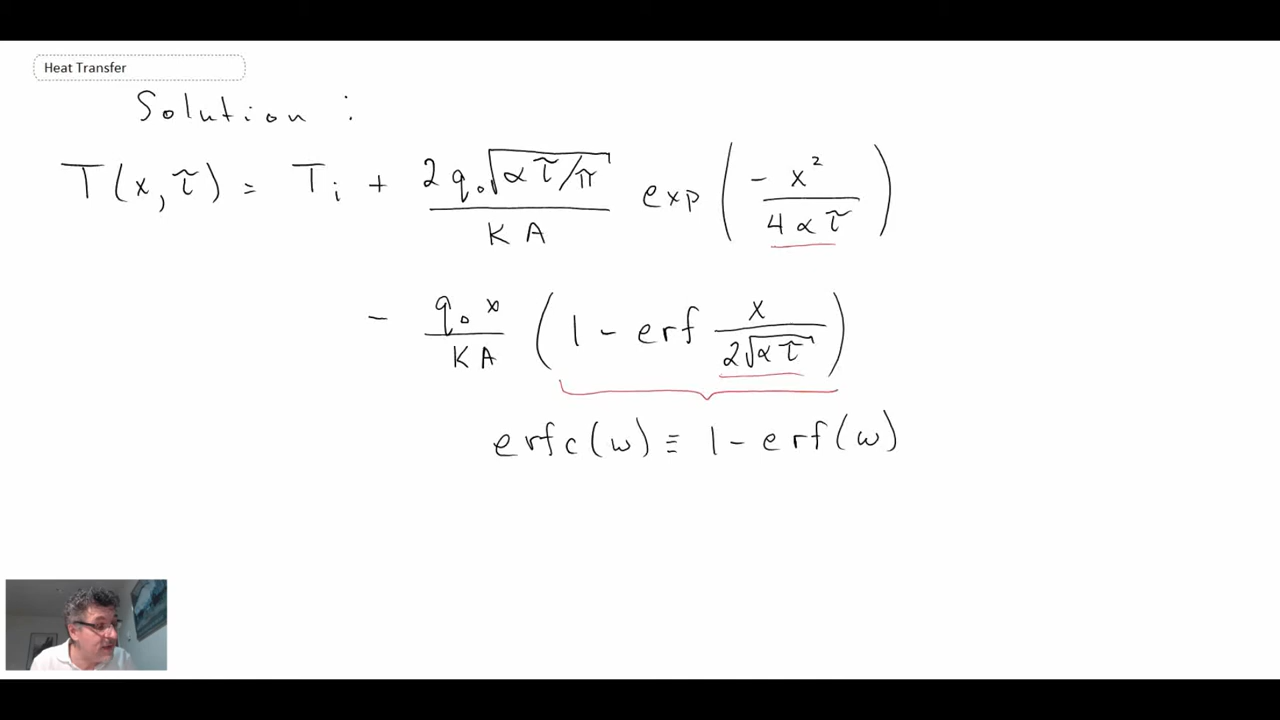 Heat Transfer
Solution :
T(x,τ) = Ti + 2q₀√(ατ/π) / KA exp(-x² / 4ατ)
- q₀x / KA (1 - erf x / 2√(ατ))
erfc(w) ≡ 1 - erf(w)